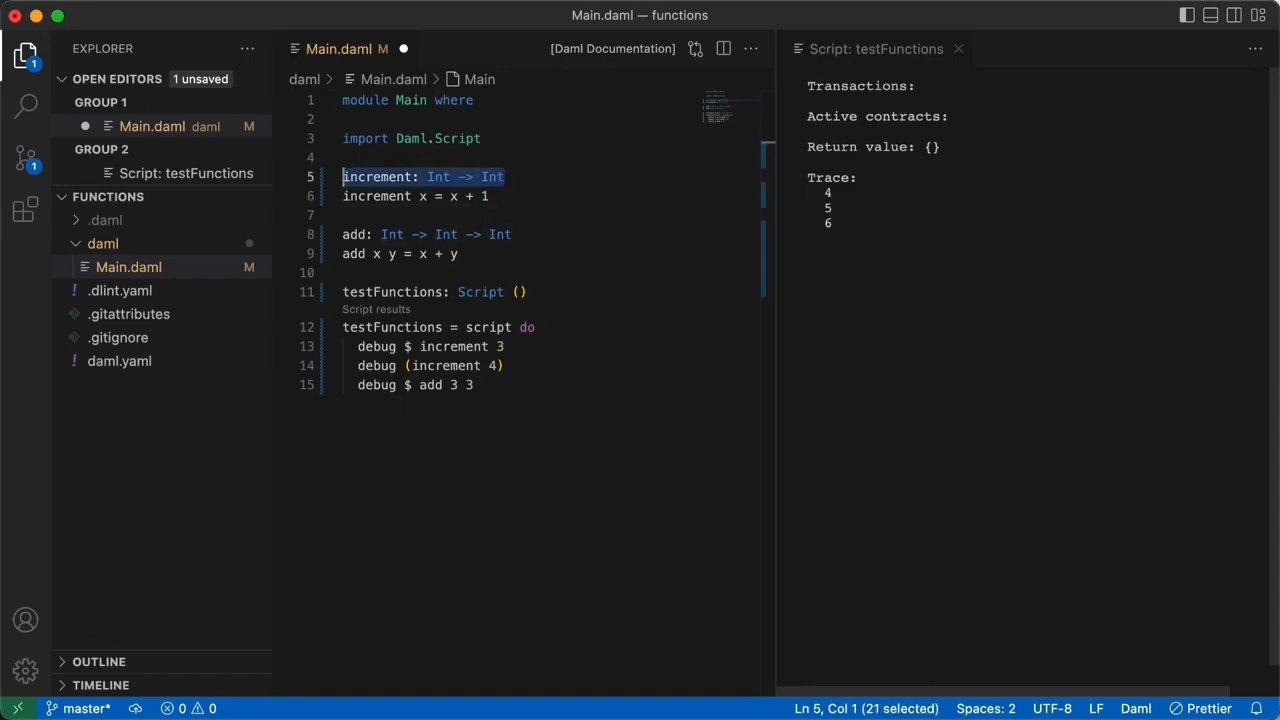 Main.daml — functions
EXPLORER
OPEN EDITORS 1 unsaved
GROUP 1
Main.daml daml M
GROUP 2
Script: testFunctions
FUNCTIONS
.daml
daml
Main.daml M
.dlint.yaml
.gitattributes
.gitignore
daml.yaml
OUTLINE
TIMELINE
1
1
Main.daml M
[Daml Documentation]
daml > Main.daml > Main
1 module Main where
2
3 import Daml.Script
4
5 increment: Int -> Int
6 increment x = x + 1
7
8 add: Int -> Int -> Int
9 add x y = x + y
10
11 testFunctions: Script ()
Script results
12 testFunctions = script do
13 debug $ increment 3
14 debug (increment 4)
15 debug $ add 3 3
Script: testFunctions
Transactions:
Active contracts:
Return value: {}
Trace:
4
5
6
master* 0 0 Ln 5, Col 1 (21 selected) Spaces: 2 UTF-8 LF Daml Prettier